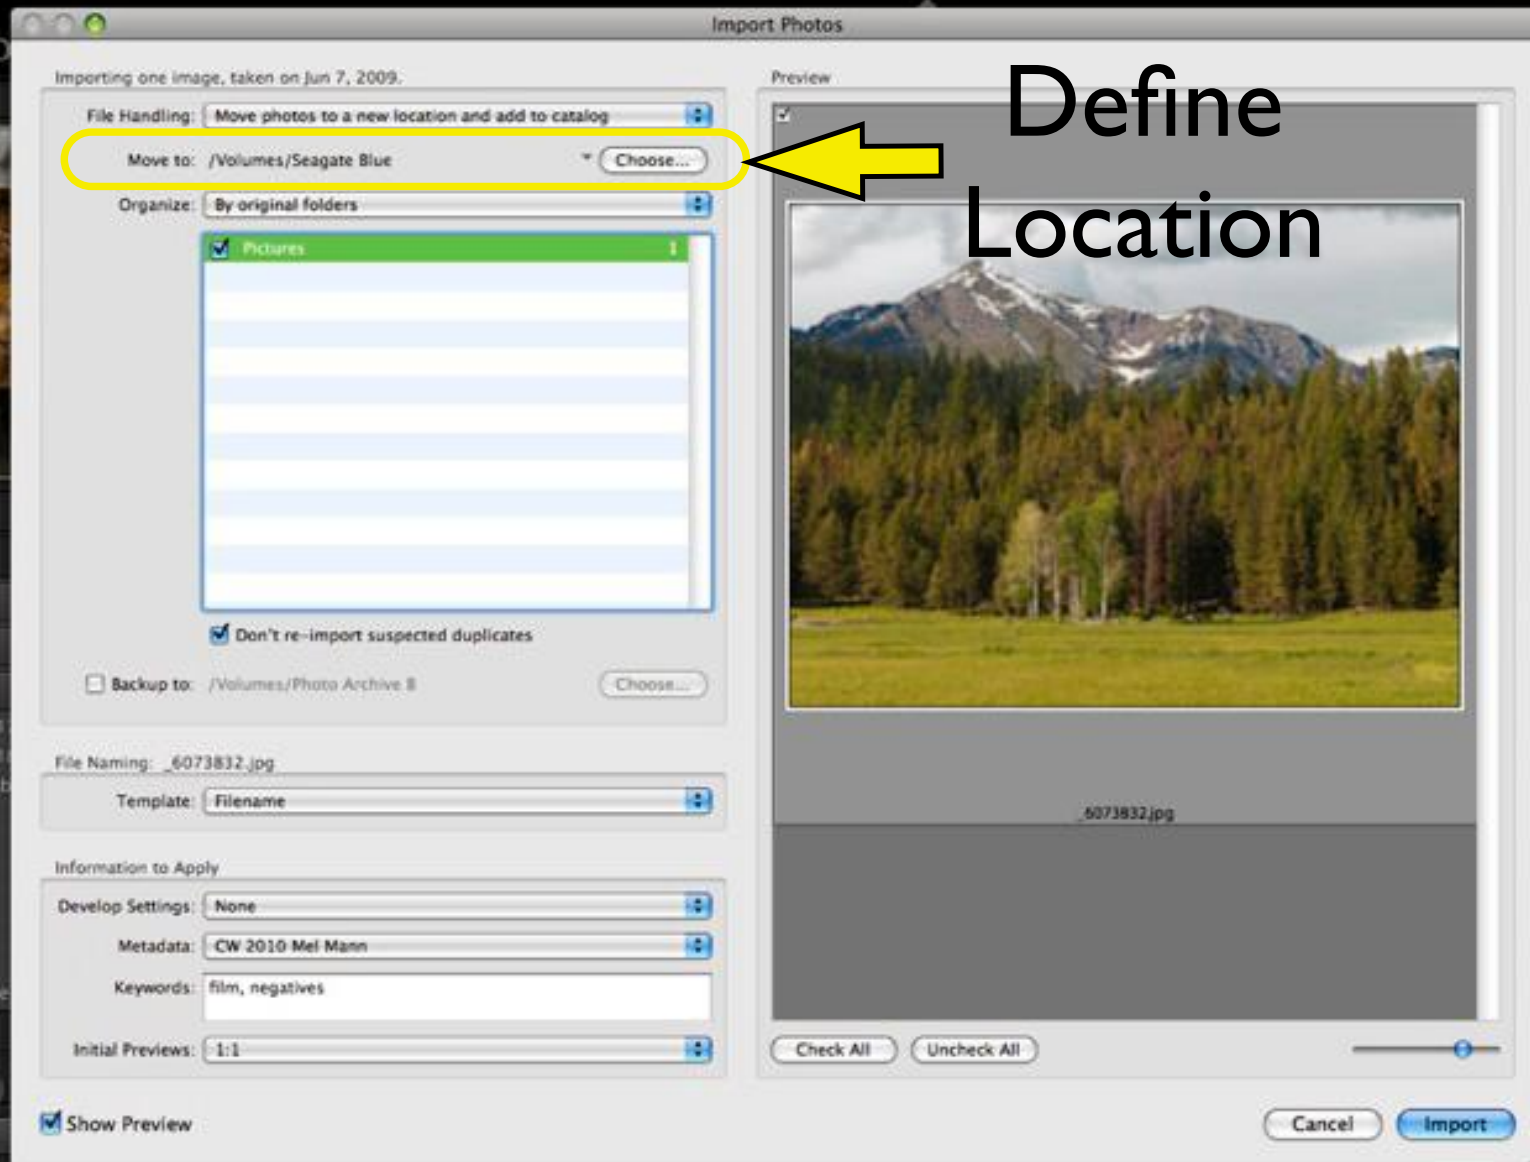 Import Photos
Importing one image, taken on Jun 7, 2009.
File Handling: Move photos to a new location and add to catalog
Move to: /Volumes/Seagate Blue Choose...
Organize: By original folders
Pictures 1
Don't re-import suspected duplicates
Backup to: /Volumes/Photo Archive 8 Choose...
File Naming: _6073832.jpg
Template: Filename
Information to Apply
Develop Settings: None
Metadata: CW 2010 Mel Mann
Keywords: film, negatives
Initial Previews: 1:1
Show Preview
Preview
Define
Location
_6073832.jpg
Check All Uncheck All
Cancel Import